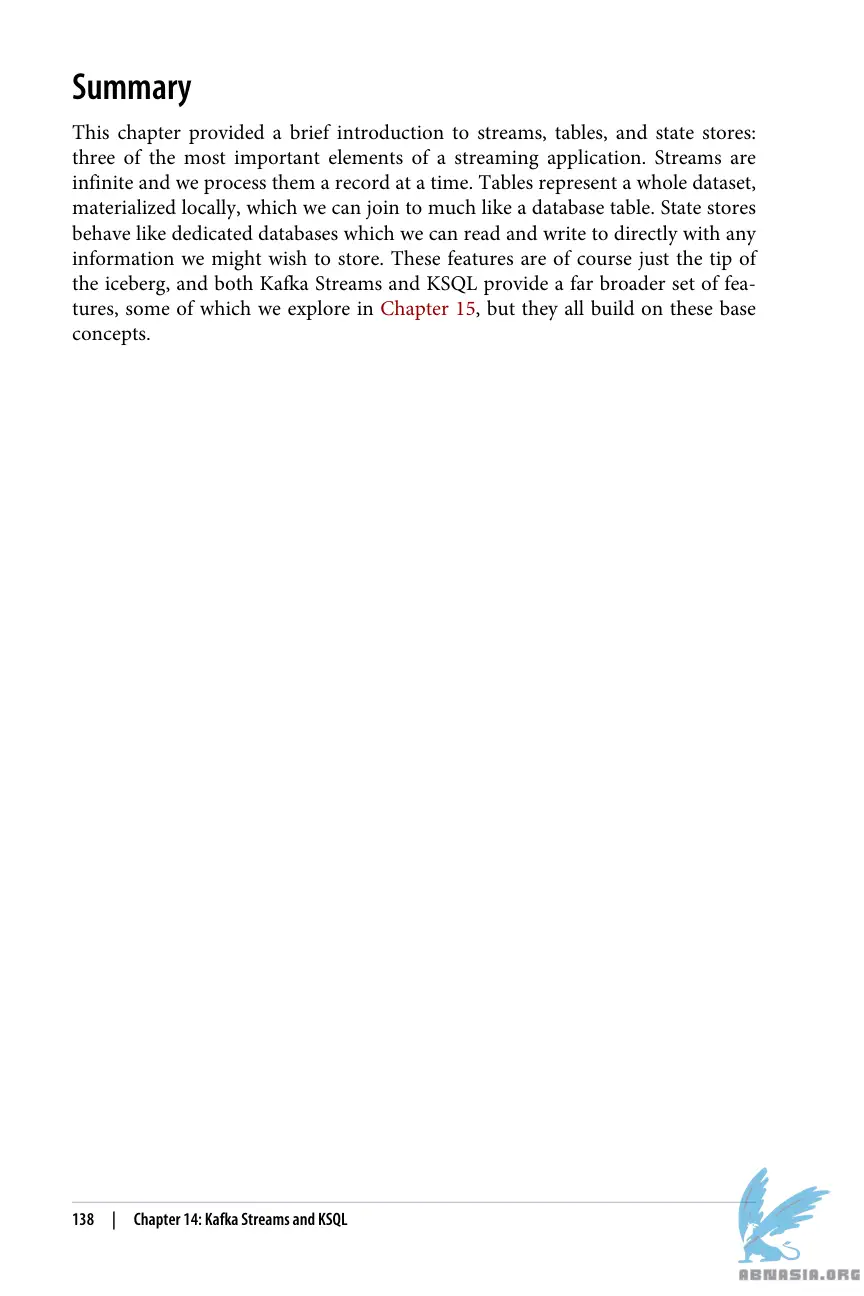 Summary
This chapter provided a brief introduction to streams, tables, and state stores:
three of the most important elements of a streaming application. Streams are
infinite and we process them a record at a time. Tables represent a whole dataset,
materialized locally, which we can join to much like a database table. State stores
behave like dedicated databases which we can read and write to directly with any
information we might wish to store. These features are of course just the tip of
the iceberg, and both Kafka Streams and KSQL provide a far broader set of fea-
tures, some of which we explore in Chapter 15, but they all build on these base
concepts.
138 | Chapter 14: Kafka Streams and KSQL
ABNASIA.ORG